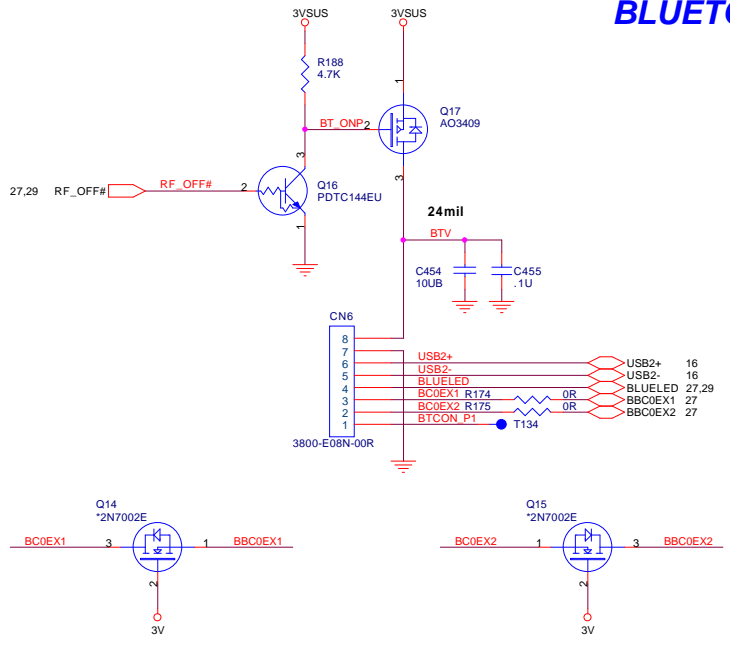 BLUETO
3VSUS
3VSUS
R188
4.7K
1
Q17
AO3409
BT_ONP
2
3
3
27,29 RF_OFF#
RF_OFF#
2
Q16
PDTC144EU
1
24mil
BTV
C454
10UB
C455
.1U
CN6
8
7
6 USB2+ USB2+ 16
5 USB2- USB2- 16
4 BLUELED BLUELED 27,29
3 BC0EX1 R174 0R BBC0EX1 27
2 BC0EX2 R175 0R BBC0EX2 27
1 BTCON_P1 T134
3800-E08N-00R
Q14
*2N7002E
BC0EX1 3 1 BBC0EX1
2
3V
Q15
*2N7002E
BC0EX2 1 3 BBC0EX2
2
3V